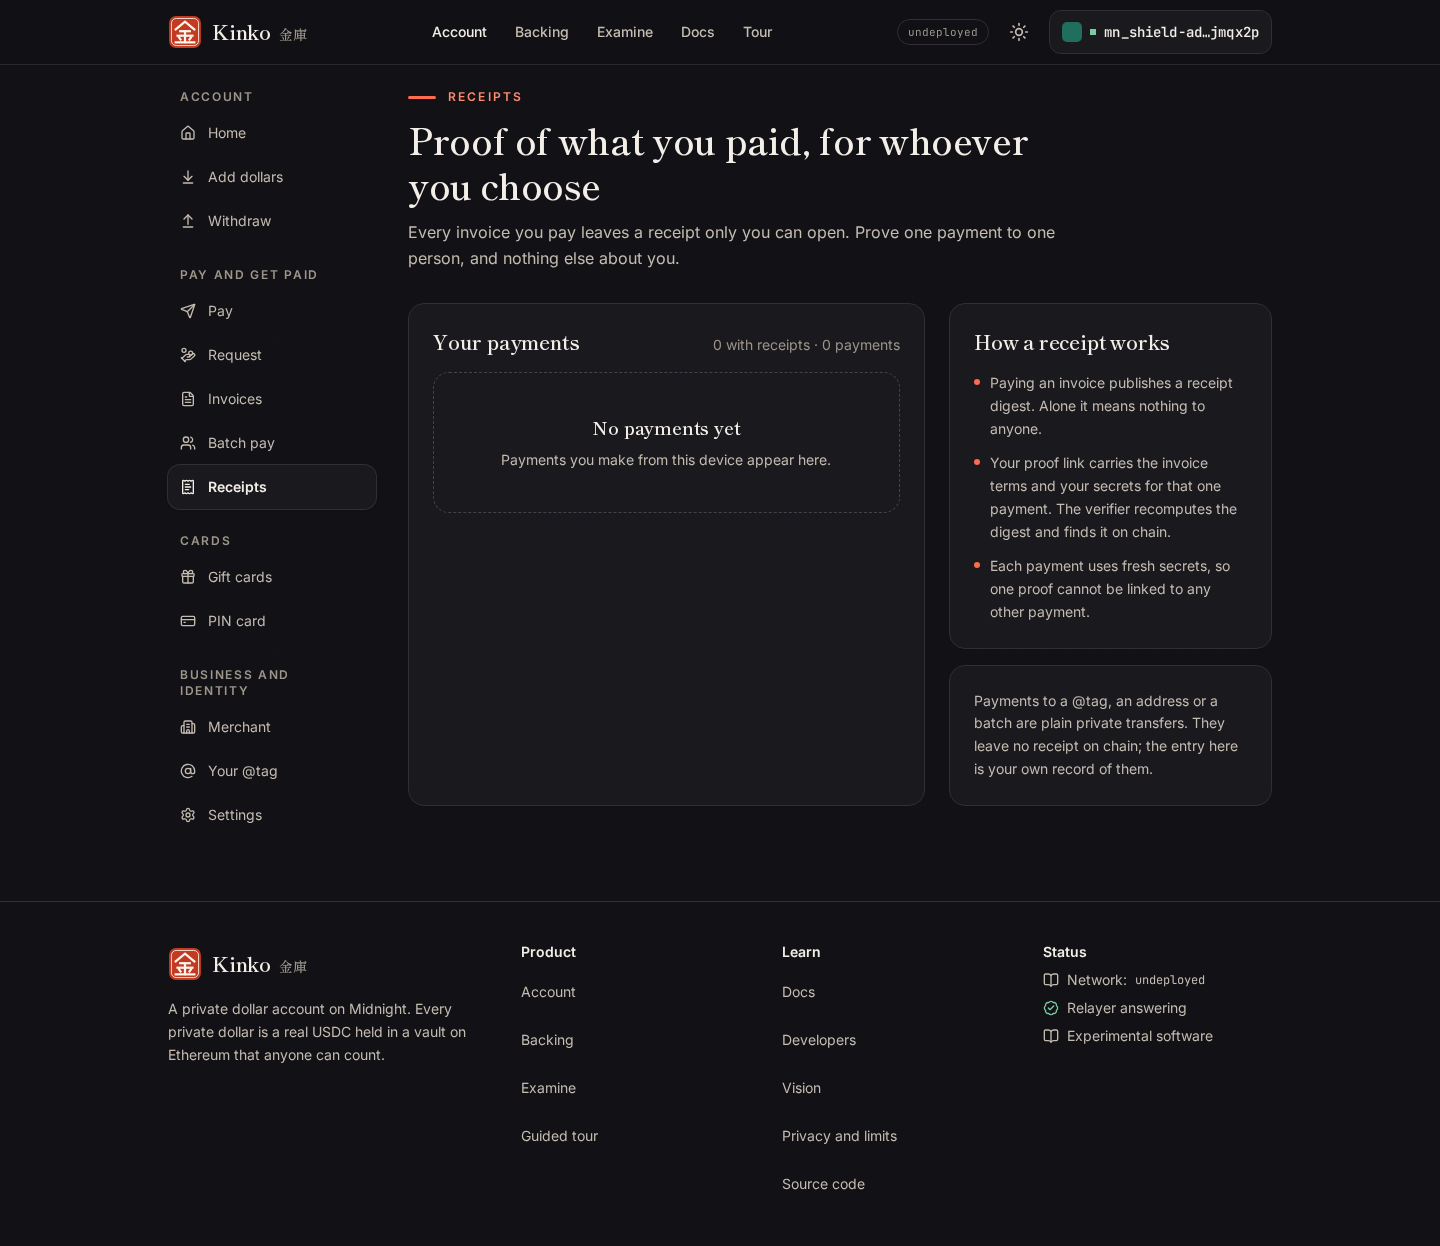 金 Kinko 金庫
Account
Backing
Examine
Docs
Tour
undeployed
mn_shield-ad…jmqx2p
ACCOUNT
Home
Add dollars
Withdraw
PAY AND GET PAID
Pay
Request
Invoices
Batch pay
Receipts
CARDS
Gift cards
PIN card
BUSINESS AND
IDENTITY
Merchant
Your @tag
Settings
RECEIPTS
Proof of what you paid, for whoever
you choose
Every invoice you pay leaves a receipt only you can open. Prove one payment to one
person, and nothing else about you.
Your payments
0 with receipts · 0 payments
No payments yet
Payments you make from this device appear here.
How a receipt works
Paying an invoice publishes a receipt
digest. Alone it means nothing to
anyone.
Your proof link carries the invoice
terms and your secrets for that one
payment. The verifier recomputes the
digest and finds it on chain.
Each payment uses fresh secrets, so
one proof cannot be linked to any
other payment.
Payments to a @tag, an address or a
batch are plain private transfers. They
leave no receipt on chain; the entry here
is your own record of them.
金 Kinko 金庫
A private dollar account on Midnight. Every
private dollar is a real USDC held in a vault on
Ethereum that anyone can count.
Product
Account
Backing
Examine
Guided tour
Learn
Docs
Developers
Vision
Privacy and limits
Source code
Status
Network: undeployed
Relayer answering
Experimental software